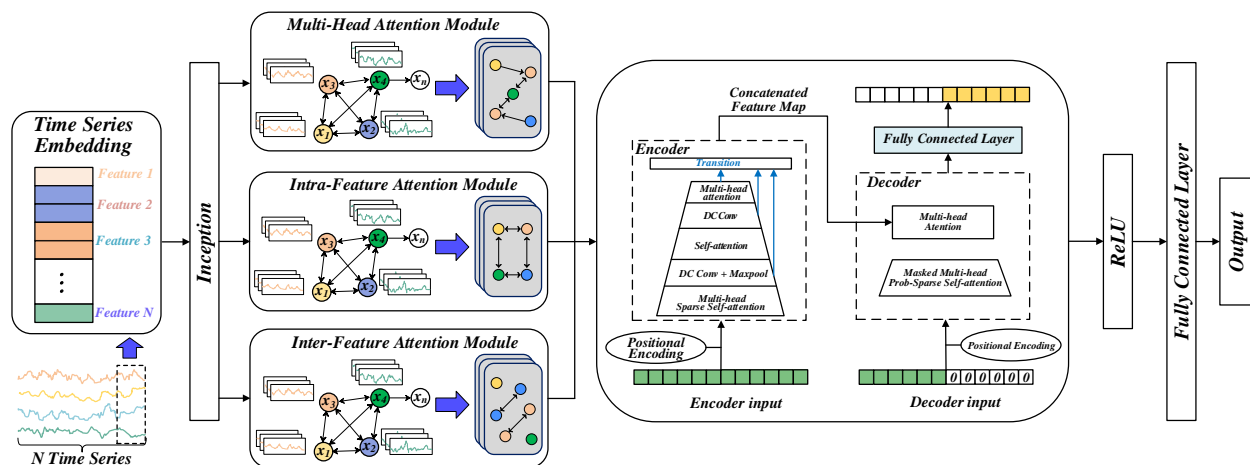 Time Series
Embedding
Feature 1
Feature 2
Feature 3
⋮
Feature N
N Time Series
Inception
Multi-Head Attention Module
x3
x4
xn
x1
x2
Intra-Feature Attention Module
x3
x4
xn
x1
x2
Inter-Feature Attention Module
x3
x4
xn
x1
x2
Concatenated
Feature Map
Encoder
Transition
Multi-head
attention
DCConv
Self-attention
DC Conv + Maxpool
Multi-head
Sparse Self-attention
Positional
Encoding
Encoder input
Fully Connected Layer
Decoder
Multi-head
Atention
Masked Multi-head
Prob-Sparse Self-attention
Positional Encoding
0 0 0 0 0 0
Decoder input
ReLU
Fully Connected Layer
Output